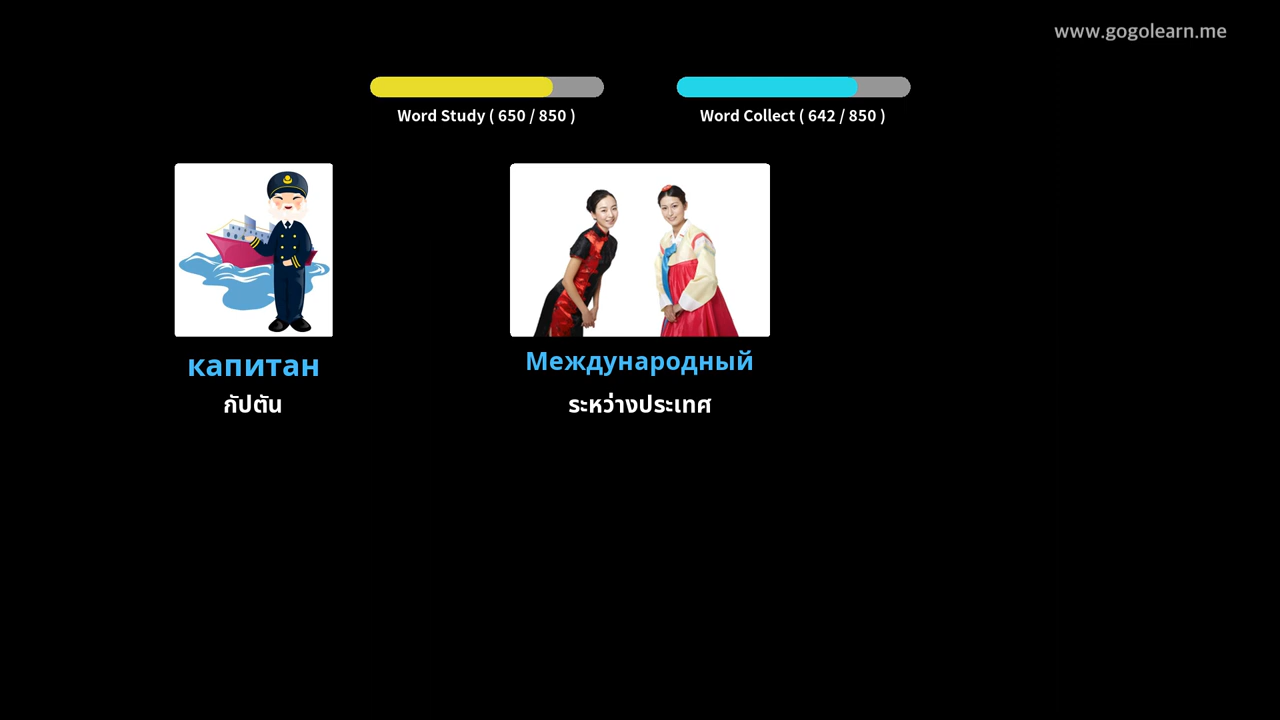 www.gogolearn.me
Word Study ( 650 / 850 )
Word Collect ( 642 / 850 )
капитан
กัปตัน
Международный
ระหว่างประเทศ